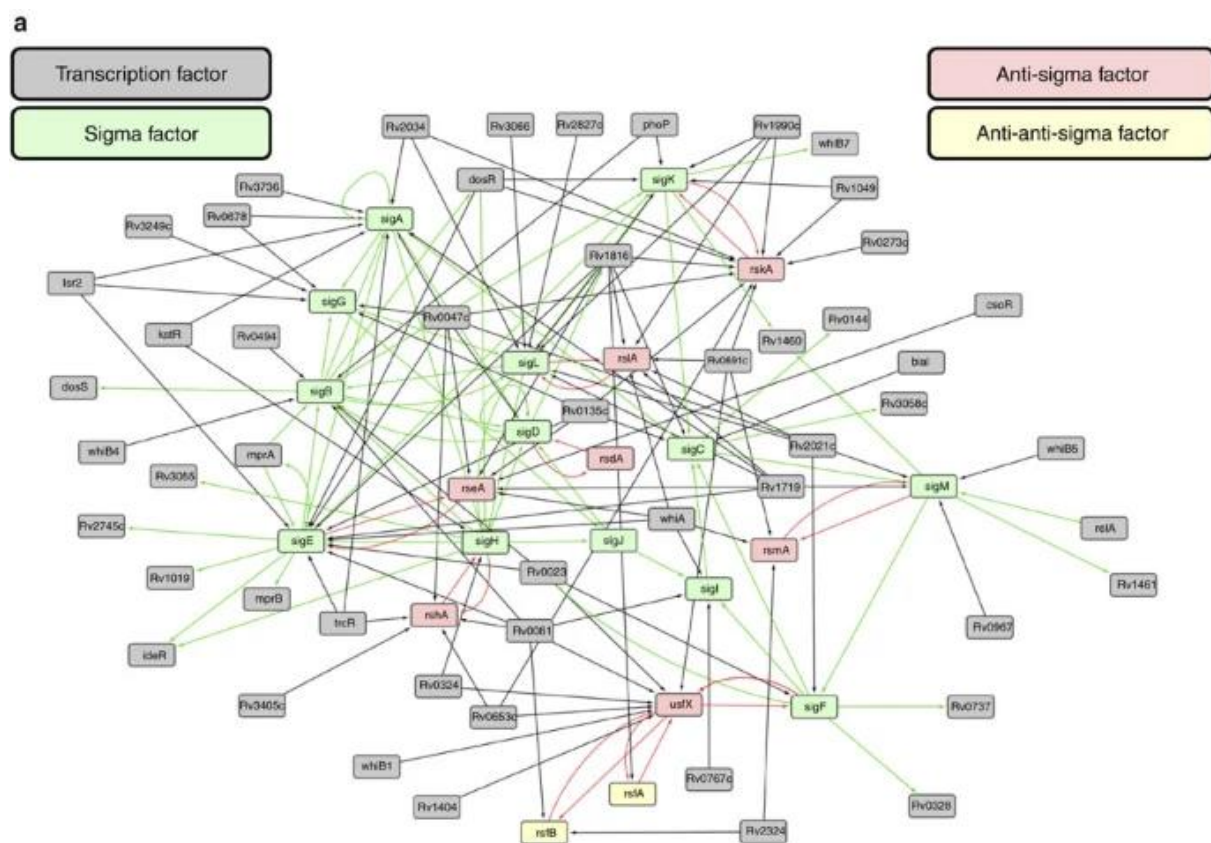 a
Transcription factor
Anti-sigma factor
Sigma factor
Anti-anti-sigma factor
Rv2034
Rv3066
Rv2827c
phoP
Rv1990c
whiB7
Rv3736
dosR
sigK
Rv1049
Rv0678
sigA
Rv3249c
Rv0273c
Rv1816
rskA
lsr2
sigG
csoR
Rv0047c
Rv0144
kstR
Rv0494
Rv1460
sigL
rslA
Rv0691c
blaI
dosS
sigB
Rv3058c
Rv0135c
sigD
sigC
Rv2021c
whiB4
mprA
rsdA
whiB5
Rv3055
rseA
Rv1719
sigM
Rv2745c
whiA
relA
sigE
sigH
sigJ
rsmA
Rv1019
Rv0023
Rv1461
mprB
sigI
rshA
trcR
Rv0061
Rv0967
ideR
Rv0324
Rv3405c
usfX
sigF
Rv0737
Rv0653c
whiB1
Rv0767c
rsfA
Rv1404
Rv0328
rsfB
Rv2324